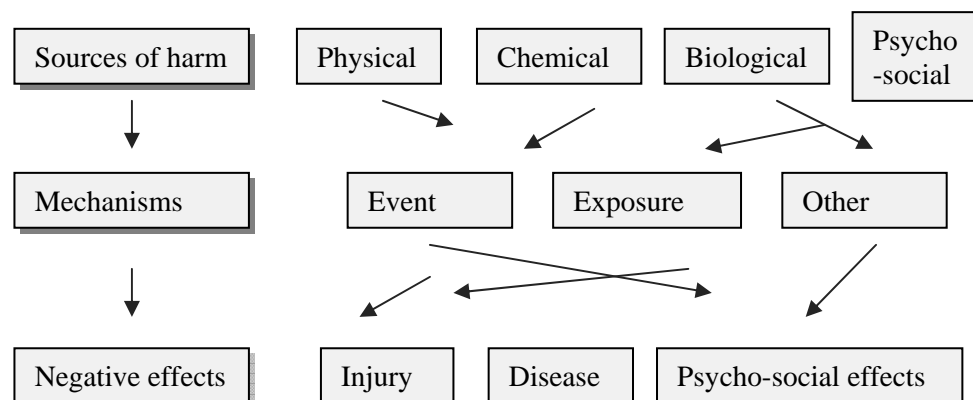 Sources of harm
Physical
Chemical
Biological
Psycho
-social
Mechanisms
Event
Exposure
Other
Negative effects
Injury
Disease
Psycho-social effects